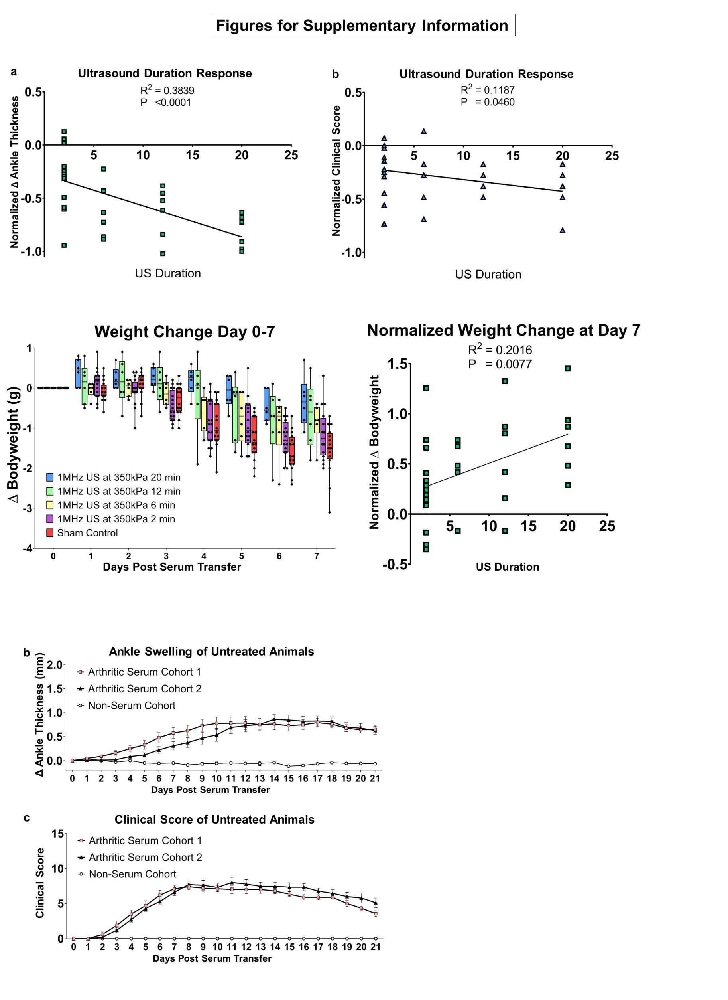 Figures for Supplementary Information
a
Ultrasound Duration Response
R2 = 0.3839
P <0.0001
Normalized Δ Ankle Thickness
0.5
0.0
-0.5
-1.0
5 10 15 20 25
US Duration
b
Ultrasound Duration Response
R2 = 0.1187
P = 0.0460
Normalized Clinical Score
0.5
0.0
-0.5
-1.0
5 10 15 20 25
US Duration
Weight Change Day 0-7
Δ Bodyweight (g)
1
0
-1
-2
-3
-4
1MHz US at 350kPa 20 min
1MHz US at 350kPa 12 min
1MHz US at 350kPa 6 min
1MHz US at 350kPa 2 min
Sham Control
0 1 2 3 4 5 6 7
Days Post Serum Transfer
Normalized Weight Change at Day 7
R2 = 0.2016
P = 0.0077
Normalized Δ Bodyweight
1.5
1.0
0.5
0.0
-0.5
5 10 15 20 25
US Duration
b
Ankle Swelling of Untreated Animals
Δ Ankle Thickness (mm)
2.0
1.5
1.0
0.5
0.0
Arthritic Serum Cohort 1
Arthritic Serum Cohort 2
Non-Serum Cohort
0 1 2 3 4 5 6 7 8 9 10 11 12 13 14 15 16 17 18 19 20 21
Days Post Serum Transfer
c
Clinical Score of Untreated Animals
Clinical Score
15
10
5
0
Arthritic Serum Cohort 1
Arthritic Serum Cohort 2
Non-Serum Cohort
0 1 2 3 4 5 6 7 8 9 10 11 12 13 14 15 16 17 18 19 20 21
Days Post Serum Transfer